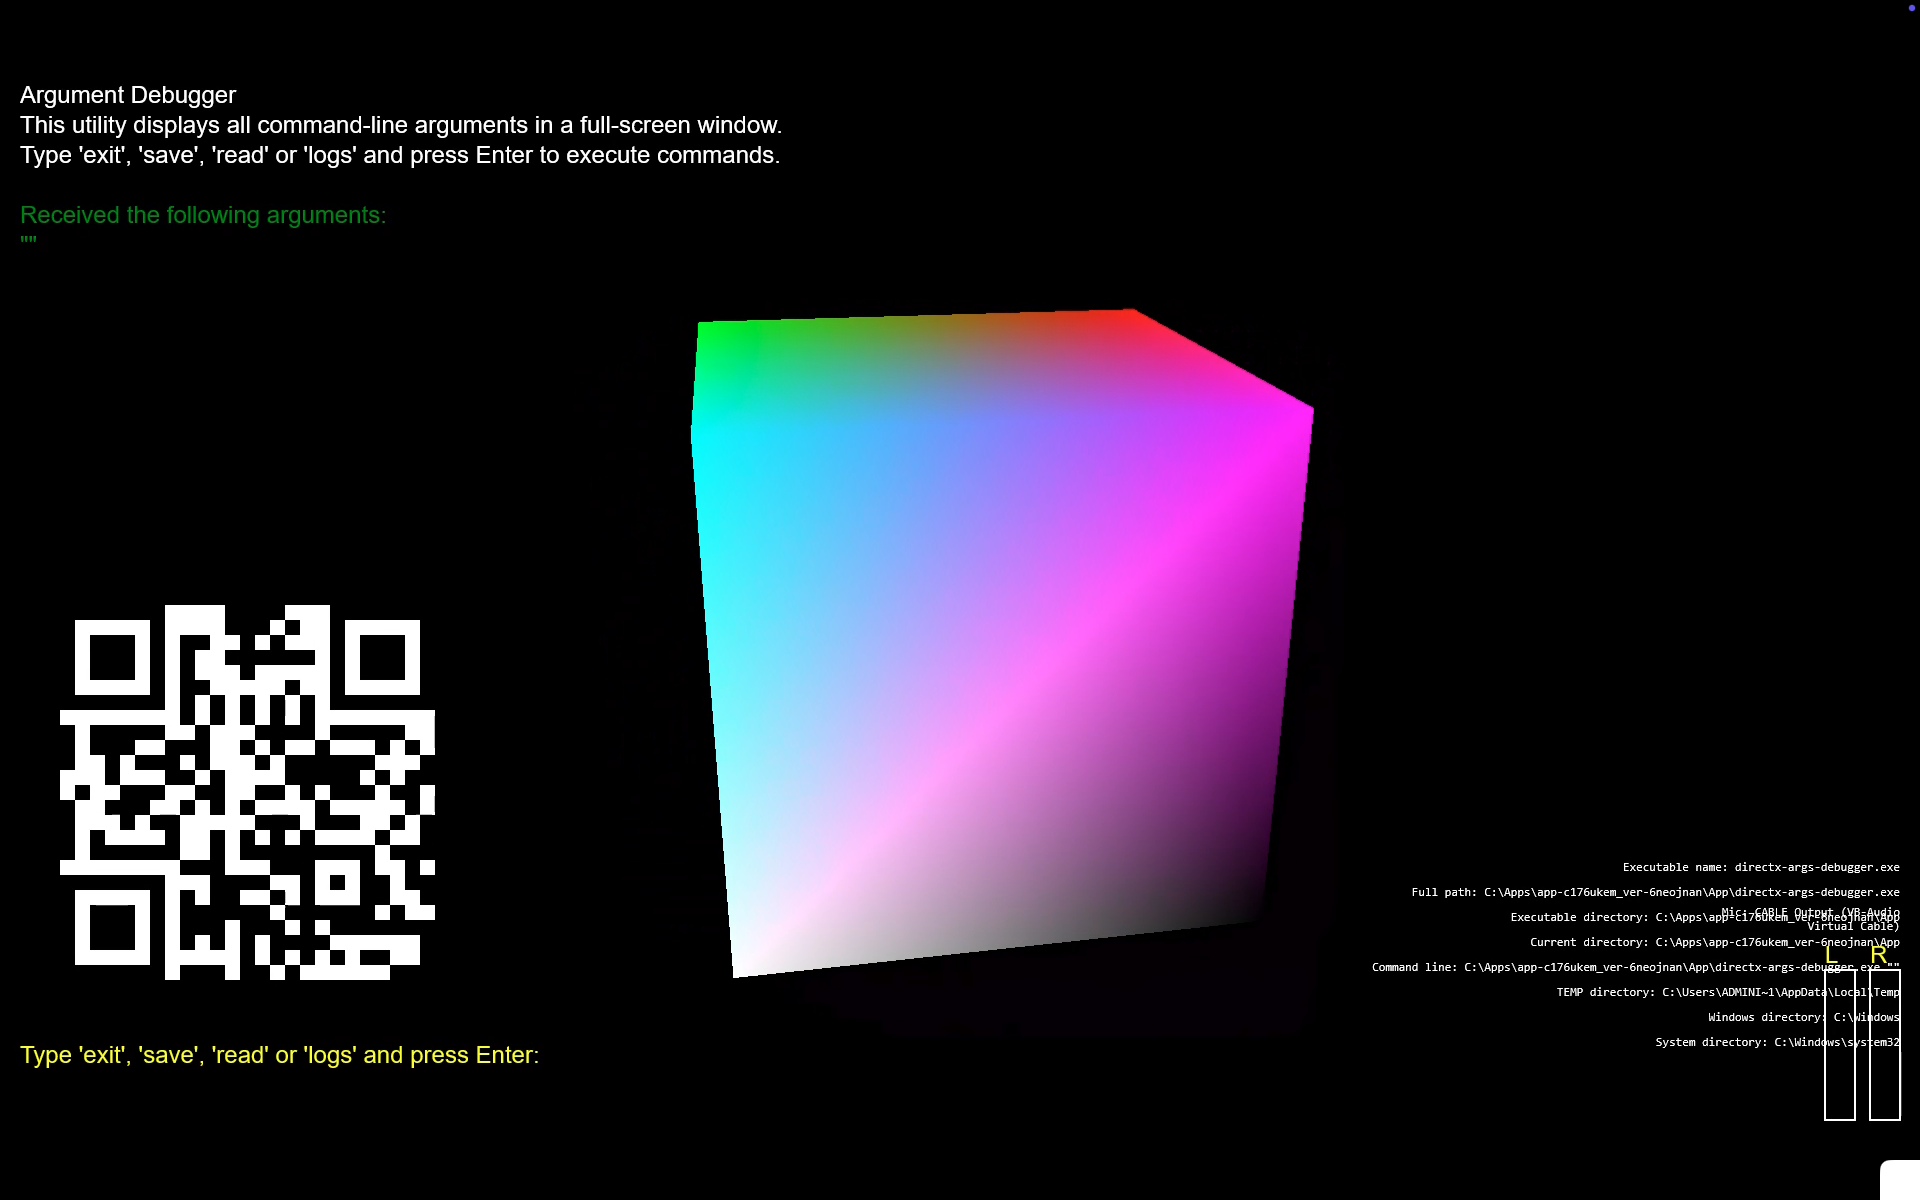 Argument Debugger
This utility displays all command-line arguments in a full-screen window.
Type 'exit', 'save', 'read' or 'logs' and press Enter to execute commands.
Received the following arguments:
""
Executable name: directx-args-debugger.exe
Full path: C:\Apps\app-c176ukem_ver-6neojnan\App\directx-args-debugger.exe
Mic: CABLE Output (VB-Audio
Executable directory: C:\Apps\app-c176ukem_ver-6neojnan\App
Virtual Cable)
Current directory: C:\Apps\app-c176ukem_ver-6neojnan\App
L R
Command line: C:\Apps\app-c176ukem_ver-6neojnan\App\directx-args-debugger.exe ""
TEMP directory: C:\Users\ADMINI~1\AppData\Local\Temp
Windows directory: C:\Windows
System directory: C:\Windows\system32
Type 'exit', 'save', 'read' or 'logs' and press Enter: